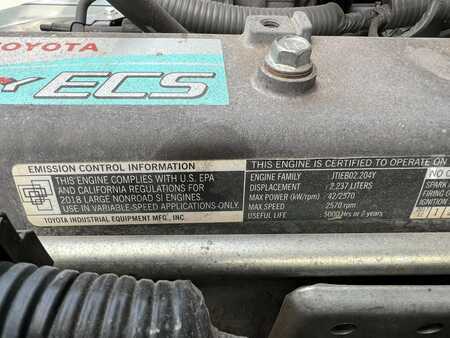 TOYOTA
ECS
EMISSION CONTROL INFORMATION
THIS ENGINE COMPLIES WITH U.S. EPA
AND CALIFORNIA REGULATIONS FOR
2018 LARGE NONROAD SI ENGINES.
USE IN VARIABLE-SPEED APPLICATIONS ONLY.
TOYOTA INDUSTRIAL EQUIPMENT MFG., INC.
THIS ENGINE IS CERTIFIED TO OPERATE ON
ENGINE FAMILY : JTIEB02.204Y
DISPLACEMENT : 2.237 LITERS
MAX POWER (kW/rpm) : 42/2570
MAX SPEED : 2570 rpm
USEFUL LIFE : 5000 Hrs or 7 years
NO
SPARK
FIRING
IGNITION